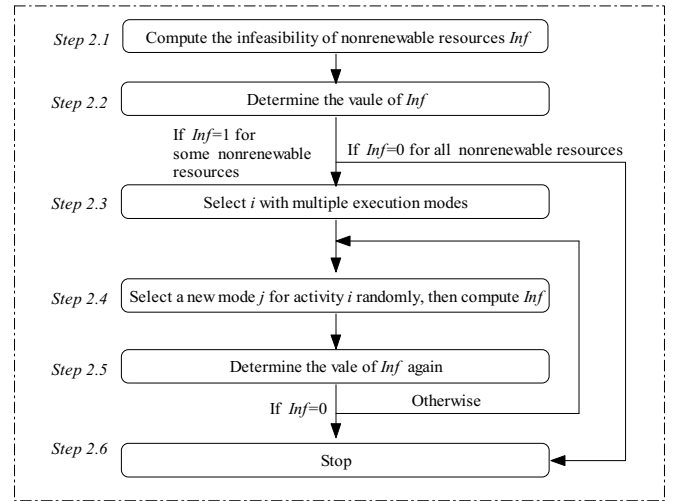 Step 2.1
Compute the infeasibility of nonrenewable resources Inf
Step 2.2
Determine the vaule of Inf
If Inf=1 for
some nonrenewable
resources
If Inf=0 for all nonrenewable resources
Step 2.3
Select i with multiple execution modes
Step 2.4
Select a new mode j for activity i randomly, then compute Inf
Step 2.5
Determine the vale of Inf again
If Inf=0
Otherwise
Step 2.6
Stop